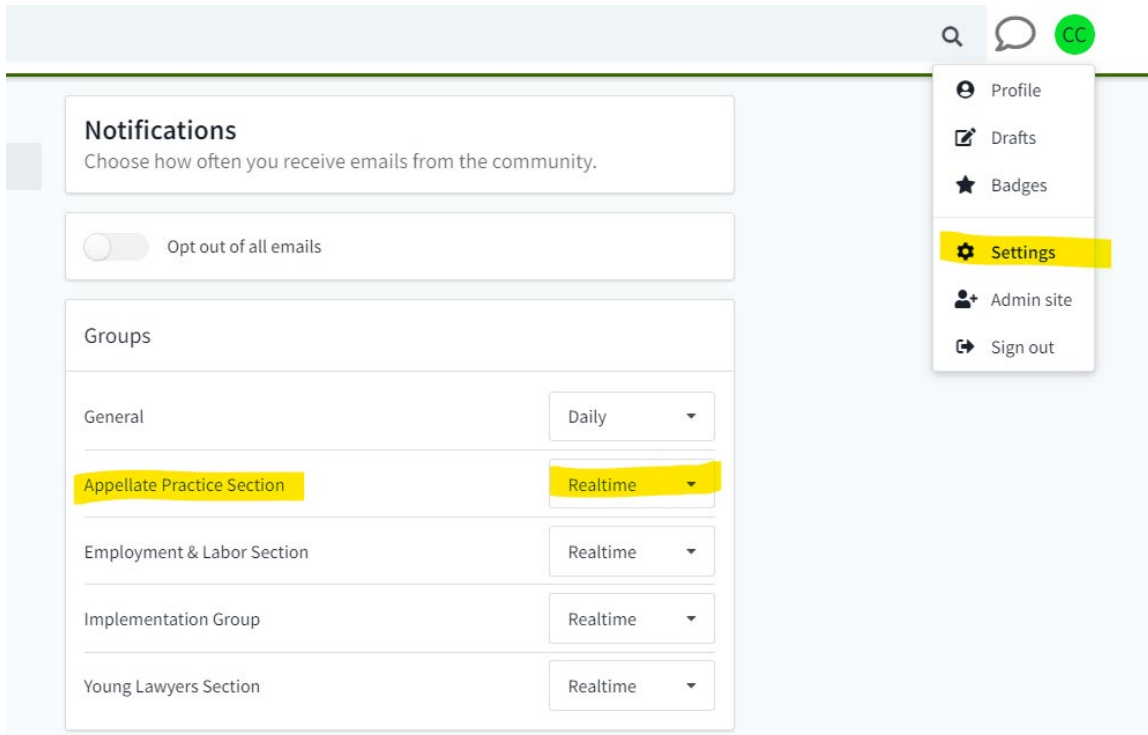 CC
Profile
Drafts
Badges
Settings
Admin site
Sign out
Notifications
Choose how often you receive emails from the community.
Opt out of all emails
Groups
General
Daily
Appellate Practice Section
Realtime
Employment & Labor Section
Realtime
Implementation Group
Realtime
Young Lawyers Section
Realtime